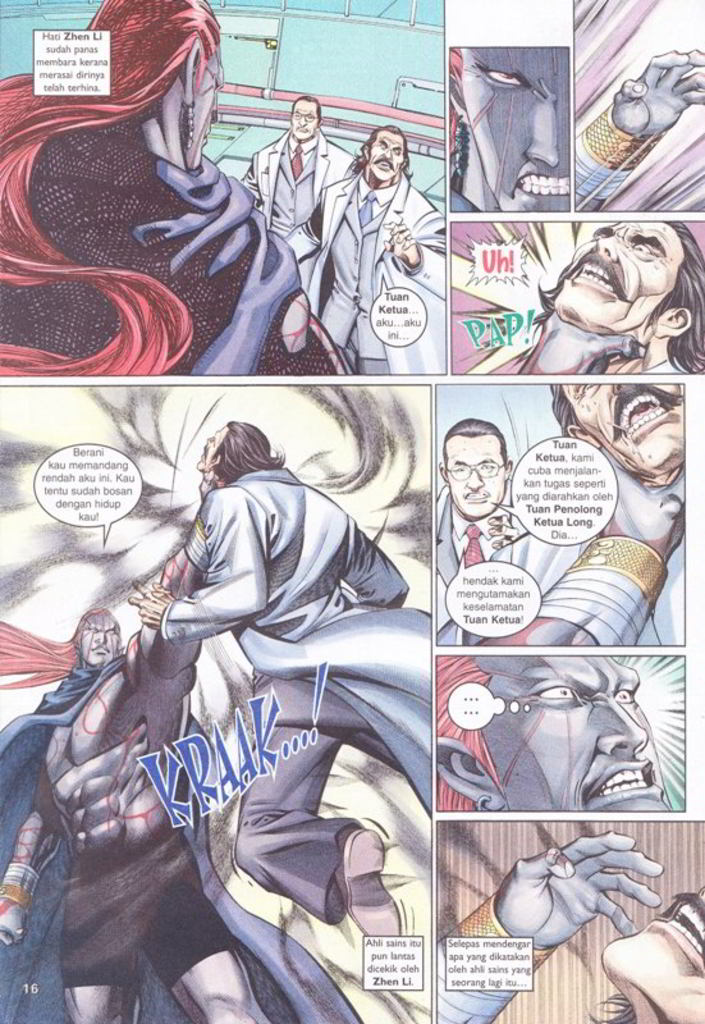 Hati Zhen Li
sudah panas
membara kerana
merasai dirinya
telah terhina.
Tuan
Ketua...
aku...aku
ini...
Uh!
PAP!
Berani
kau memandang
rendah aku ini. Kau
tentu sudah bosan
dengan hidup
kau!
KRAAK....!
Ahli sains itu
pun lantas
dicekik oleh
Zhen Li.
Tuan
Ketua, kami
cuba menjalan-
kan tugas seperti
yang diarahkan oleh
Tuan Penolong
Ketua Long.
Dia...
...
hendak kami
mengutamakan
keselamatan
Tuan Ketua!
...
...
Selepas mendengar
apa yang dikatakan
oleh ahli sains yang
seorang lagi itu...
16